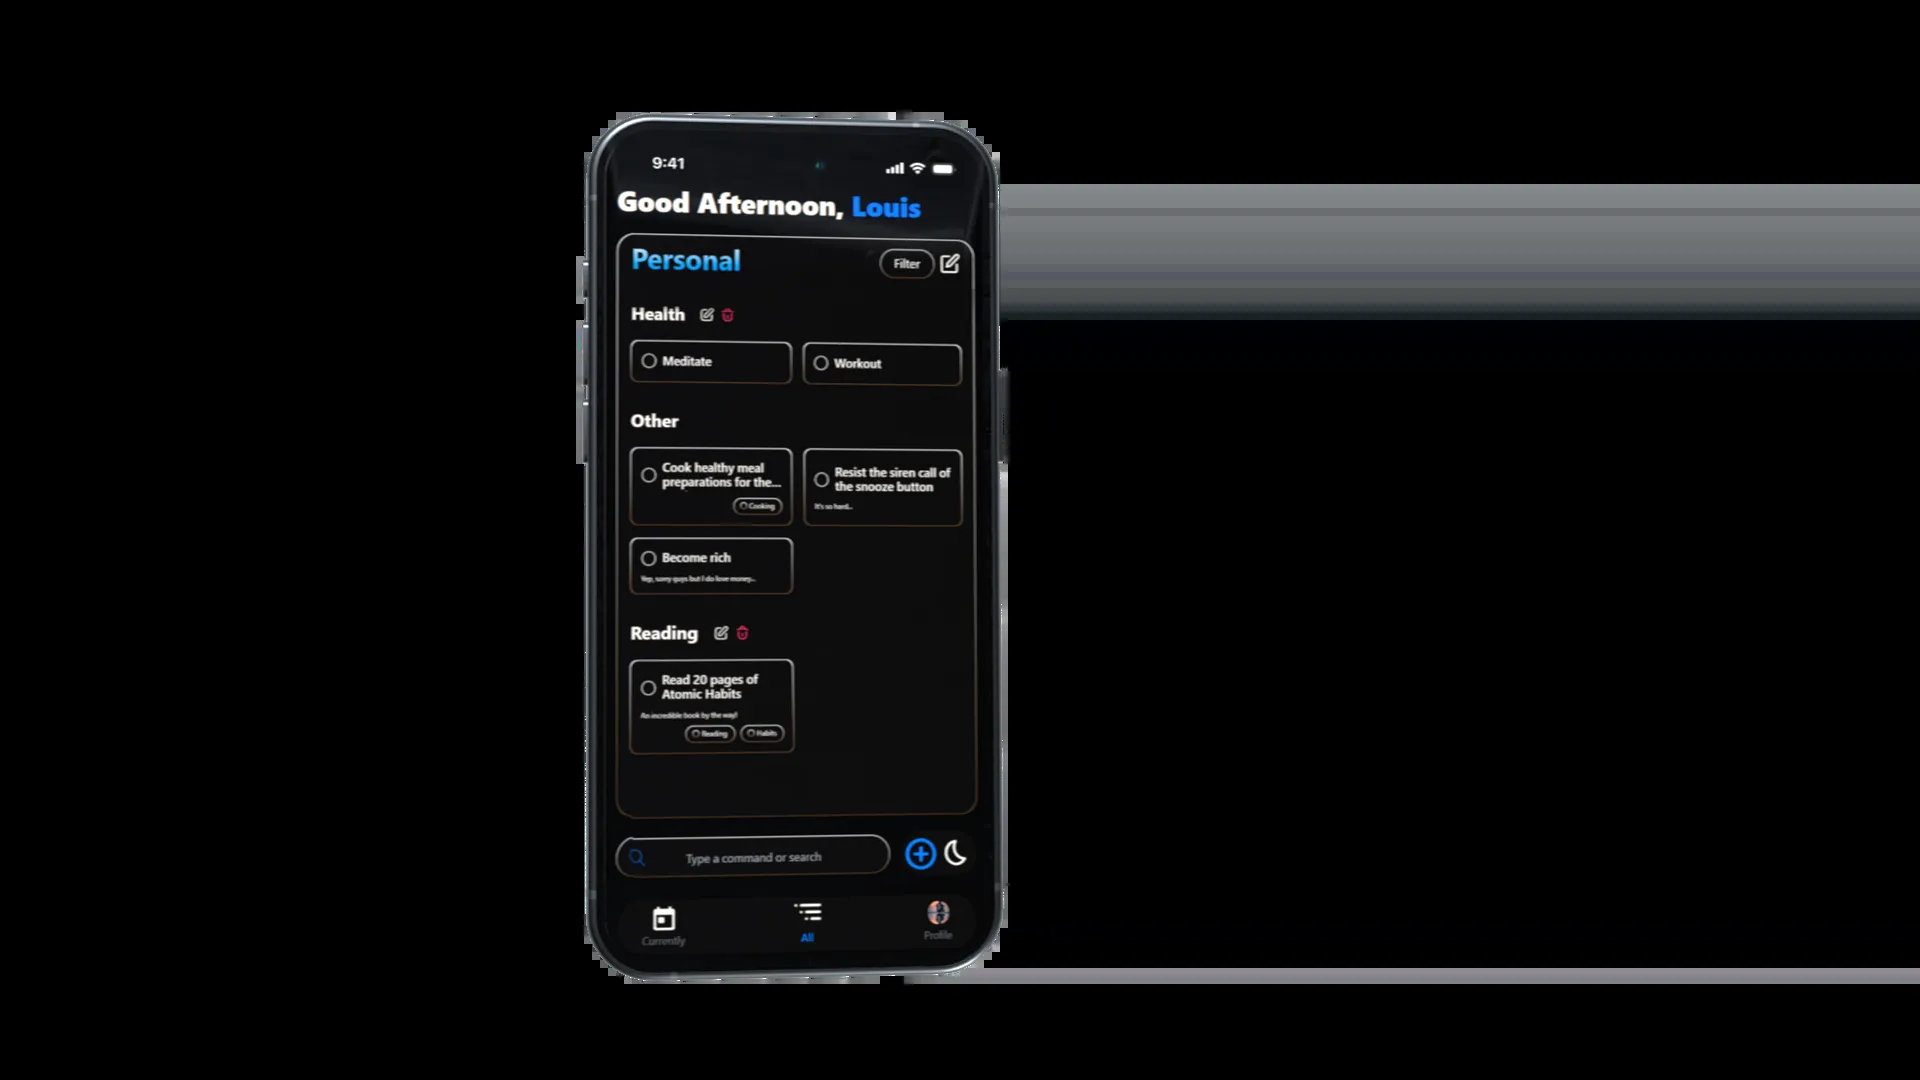 9:41
Good Afternoon, Louis
Personal
Filter
Health
Meditate
Workout
Other
Cook healthy meal
preparations for the...
Cooking
Resist the siren call of
the snooze button
It's so hard...
Become rich
Yep, sorry guys but I do love money...
Reading
Read 20 pages of
Atomic Habits
An incredible book by the way!
Reading
Habits
Type a command or search
Currently
All
Profile